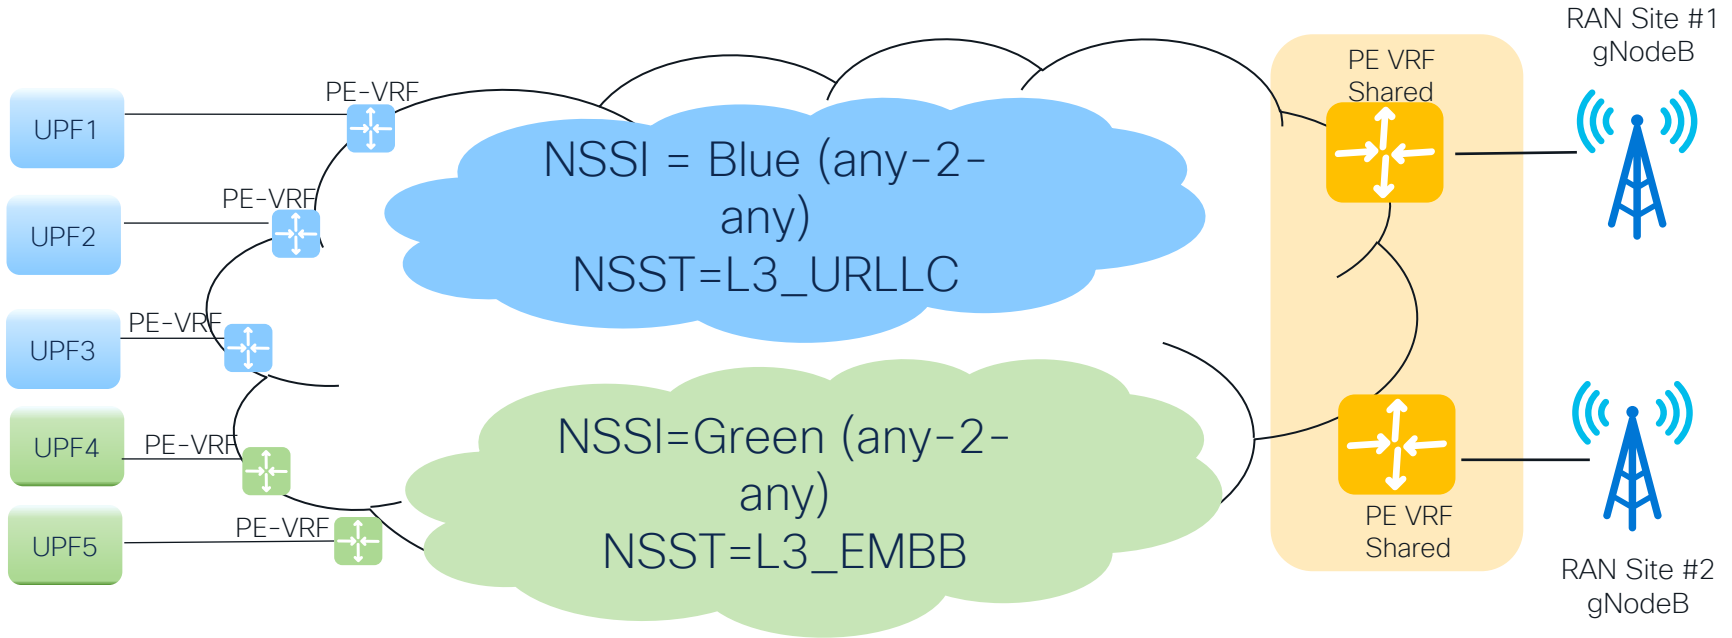 RAN Site #1
gNodeB
PE VRF
Shared
PE-VRF
UPF1
NSSI = Blue (any-2-
any)
NSST=L3_URLLC
PE-VRF
UPF2
PE-VRF
UPF3
NSSI=Green (any-2-
any)
NSST=L3_EMBB
UPF4
PE-VRF
UPF5
PE-VRF
PE VRF
Shared
RAN Site #2
gNodeB